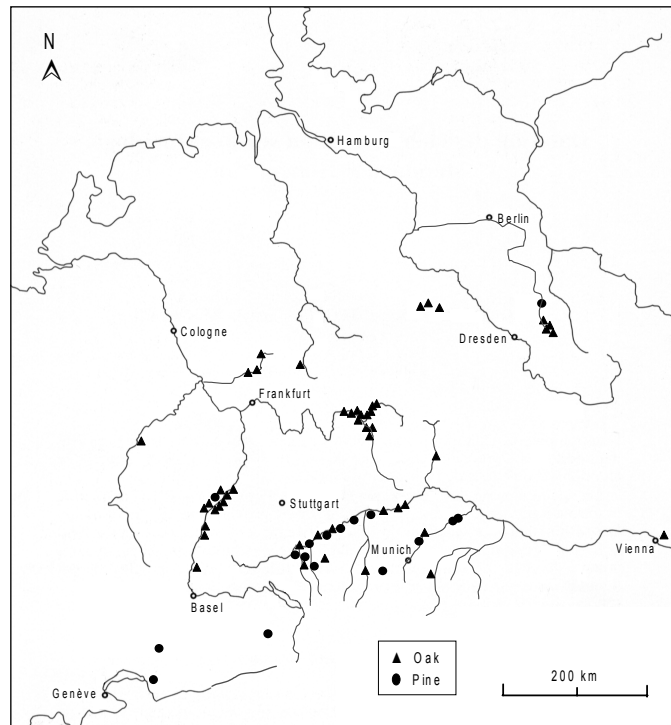 N
Hamburg
Berlin
Cologne
Dresden
Frankfurt
Stuttgart
Munich
Vienna
Basel
Oak
Pine
Genève
200 km